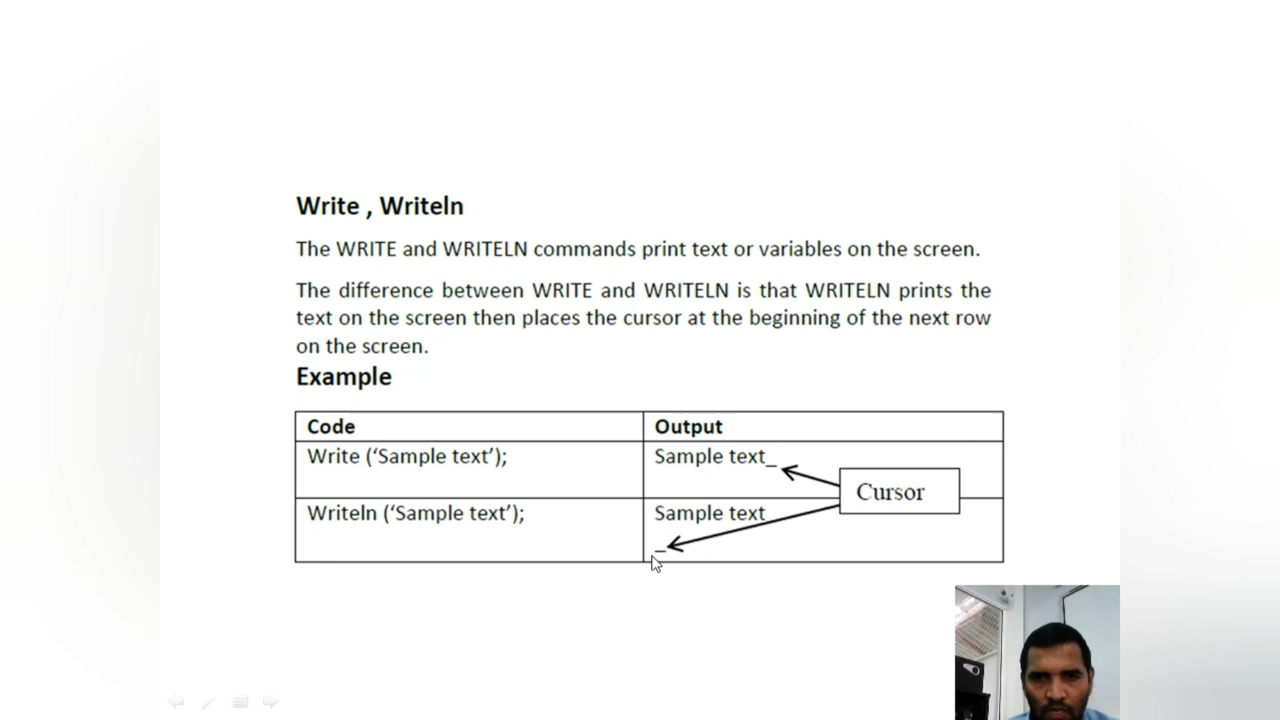 Write , Writeln
The WRITE and WRITELN commands print text or variables on the screen.
The difference between WRITE and WRITELN is that WRITELN prints the
text on the screen then places the cursor at the beginning of the next row
on the screen.
Example
Code Output
Write (‘Sample text’); Sample text_
Cursor
Writeln (‘Sample text’); Sample text
_